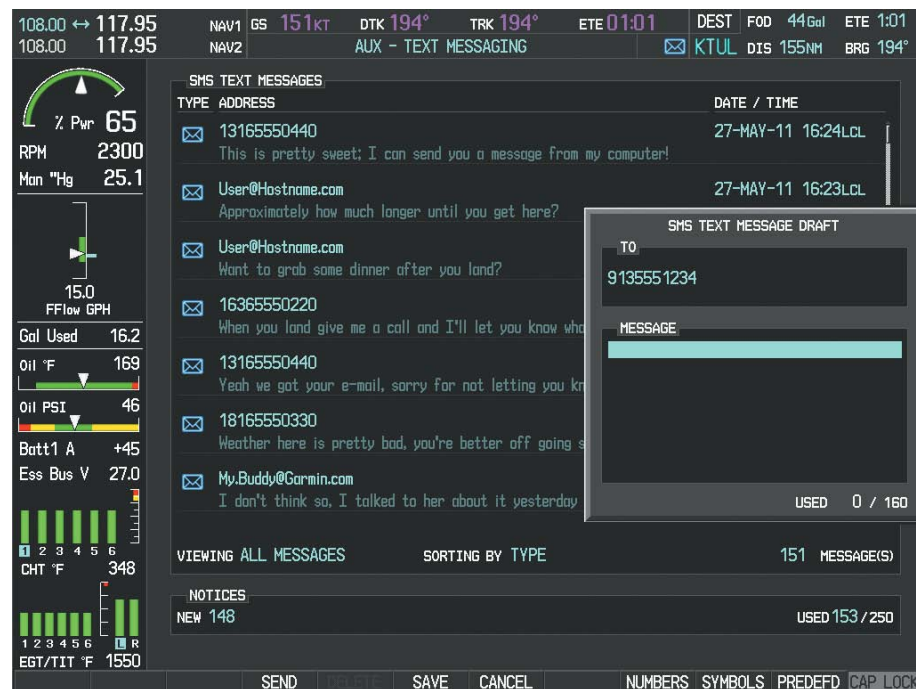 108.00 ↔ 117.95 NAV1 GS 151KT DTK 194° TRK 194° ETE 01:01 DEST FOD 44Gal ETE 1:01
108.00 117.95 NAV2 AUX - TEXT MESSAGING KTUL DIS 155NM BRG 194°
% Pwr 65
RPM 2300
Man "Hg 25.1
15.0
FFlow GPH
Gal Used 16.2
Oil °F 169
Oil PSI 46
Batt1 A +45
Ess Bus V 27.0
1 2 3 4 5 6
CHT °F 348
1 2 3 4 5 6 L R
EGT/TIT °F 1550
SMS TEXT MESSAGES
TYPE ADDRESS DATE / TIME
13165550440 27-MAY-11 16:24LCL
This is pretty sweet; I can send you a message from my computer!
User@Hostname.com 27-MAY-11 16:23LCL
Approximately how much longer until you get here?
User@Hostname.com
Want to grab some dinner after you land?
16365550220
When you land give me a call and I'll let you know
13165550440
Yeah we got your e-mail, sorry for not letting you
18165550330
Weather here is pretty bad, you're better off going
My.Buddy@Garmin.com
I don't think so, I talked to her about it yesterday
VIEWING ALL MESSAGES SORTING BY TYPE 151 MESSAGE(S)
SMS TEXT MESSAGE DRAFT
TO
9135551234
MESSAGE
USED 0 / 160
NOTICES
NEW 148 USED 153 / 250
SEND DELETE SAVE CANCEL NUMBERS SYMBOLS PREDEFD CAP LOCK